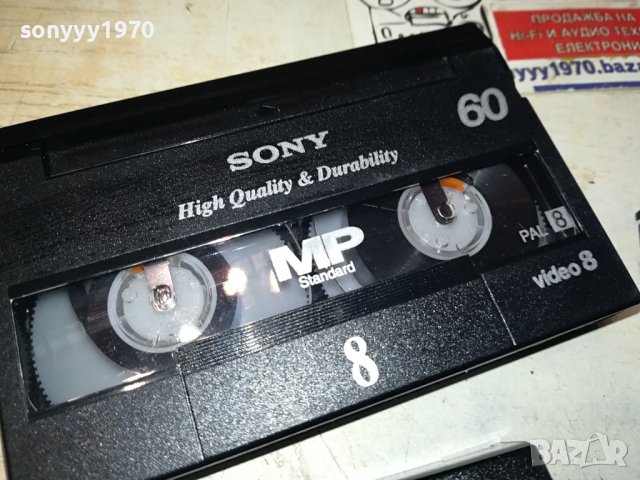 sonyyy1970
ПРОДАЖБА НА
Hi-Fi И АУДИО ТЕХ
ЕЛЕКТРОНИ
yyy1970.baza
60
SONY
High Quality & Durability
MP
Standard
PAL 8
video 8
8
BAZAR